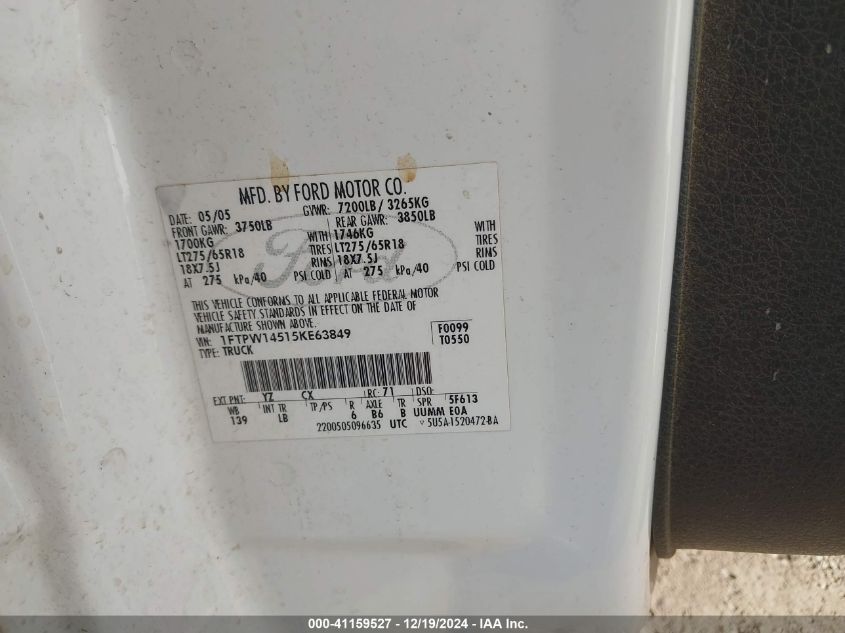 MFD. BY FORD MOTOR CO.
DATE: 05/05 GVWR: 7200LB/ 3265KG
FRONT GAWR: 3750LB REAR GAWR: 3850LB
1700KG WITH 1746KG WITH
LT275/65R18 TIRES LT275/65R18 TIRES
18X7.5J RIMS 18X7.5J RIMS
AT 275 kPa/40 PSI COLD AT 275 kPa/40 PSI COLD
Ford
THIS VEHICLE CONFORMS TO ALL APPLICABLE FEDERAL MOTOR
VEHICLE SAFETY STANDARDS IN EFFECT ON THE DATE OF
MANUFACTURE SHOWN ABOVE.
VIN: 1FTPW14515KE63849 F0099
TYPE: TRUCK T0550
EXT PNT: YZ CX RC: 71 DSO:
WB INT TR TP/PS R AXLE TR SPR 5F613
139 LB 6 B6 B UUMM E0A
2200505096635 UTC 5U5A-1520472-BA
000-41159527 - 12/19/2024 - IAA Inc.